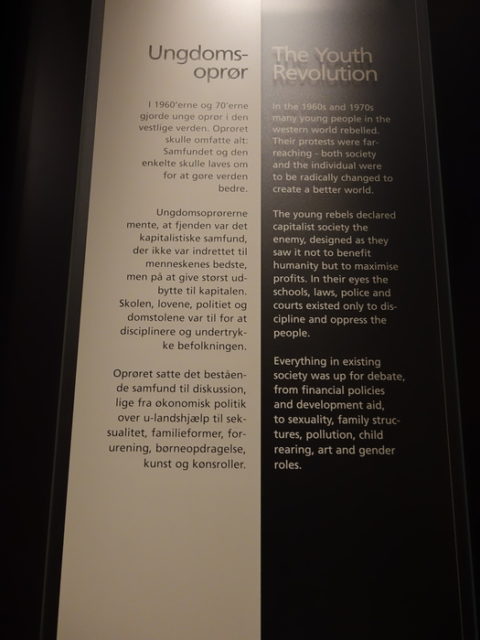 Ungdoms-
oprør
I 1960'erne og 70'erne
gjorde unge oprør i den
vestlige verden. Oprøret
skulle omfatte alt:
Samfundet og den
enkelte skulle laves om
for at gøre verden
bedre.
Ungdomsoprørerne
mente, at fjenden var det
kapitalistiske samfund,
der ikke var indrettet til
menneskenes bedste,
men på at give størst ud-
bytte til kapitalen.
Skolen, lovene, politiet og
domstolene var til for at
disciplinere og undertryk-
ke befolkningen.
Oprøret satte det beståen-
de samfund til diskussion,
lige fra økonomisk politik
over u-landshjælp til sek-
sualitet, familieformer, for-
urening, børneopdragelse,
kunst og kønsroller.
The Youth
Revolution
In the 1960s and 1970s
many young people in the
western world rebelled.
Their protests were far-
reaching - both society
and the individual were
to be radically changed to
create a better world.
The young rebels declared
capitalist society the
enemy, designed as they
saw it not to benefit
humanity but to maximise
profits. In their eyes the
schools, laws, police and
courts existed only to dis-
cipline and oppress the
people.
Everything in existing
society was up for debate,
from financial policies
and development aid,
to sexuality, family struc-
tures, pollution, child
rearing, art and gender
roles.